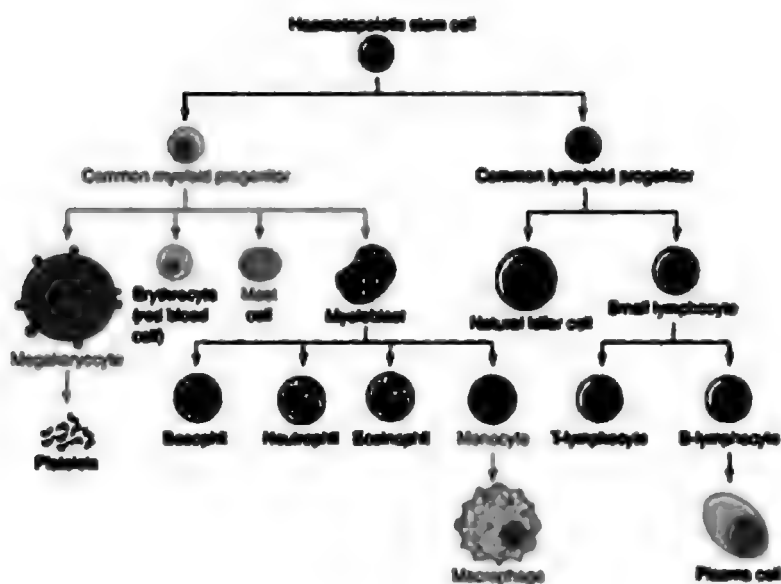 Haematopoietic stem cell
Common myeloid progenitor
Common lymphoid progenitor
Megakaryocyte
Erythrocyte
(red blood
cell)
Mast
cell
Myeloblast
Natural killer cell
Small lymphocyte
Platelets
Basophil
Neutrophil
Eosinophil
Monocyte
T-lymphocyte
B-lymphocyte
Macrophage
Plasma cell